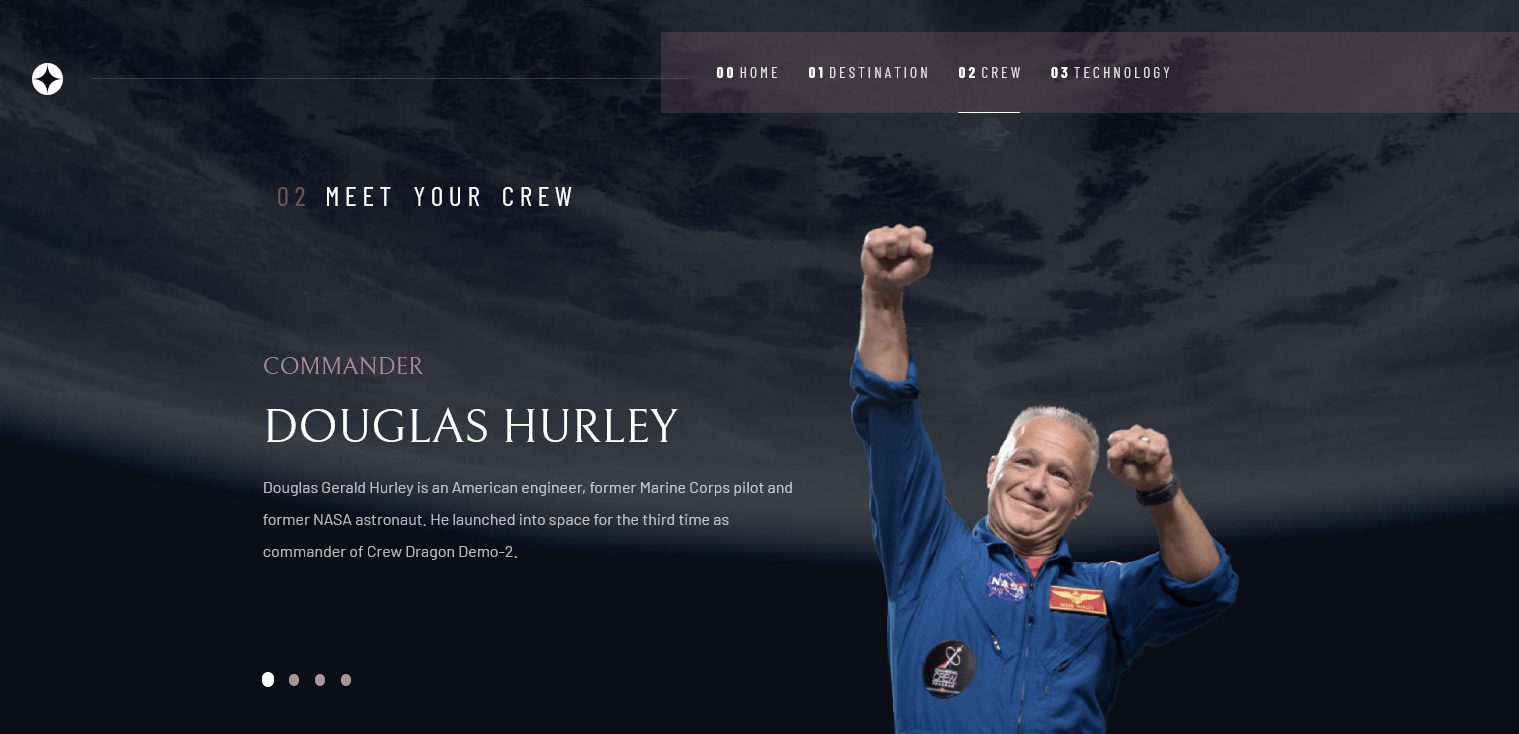 00 HOME 01 DESTINATION 02 CREW 03 TECHNOLOGY
02 MEET YOUR CREW
COMMANDER
DOUGLAS HURLEY
Douglas Gerald Hurley is an American engineer, former Marine Corps pilot and
former NASA astronaut. He launched into space for the third time as
commander of Crew Dragon Demo-2.
NASA
CREW